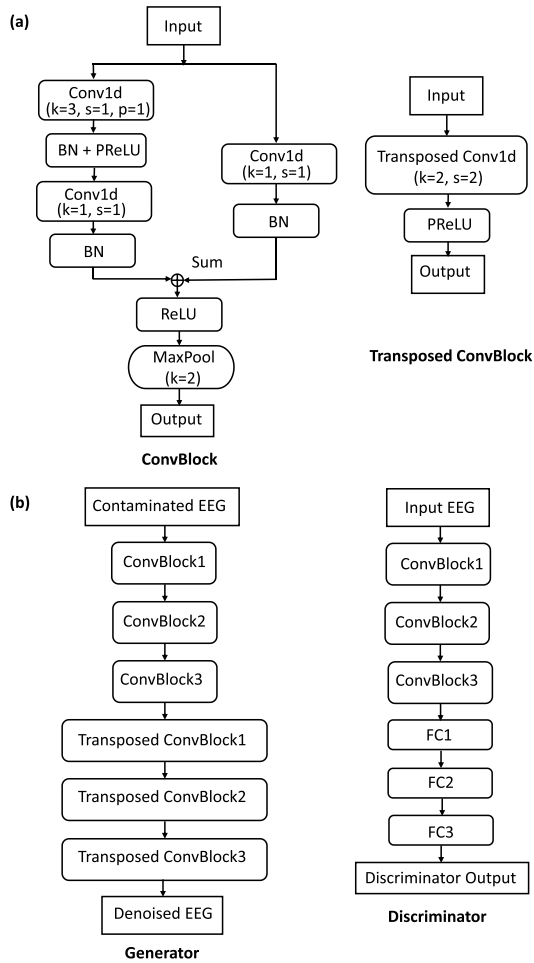 (a)
Input
Conv1d
(k=3, s=1, p=1)
BN + PReLU
Conv1d
(k=1, s=1)
BN
Conv1d
(k=1, s=1)
BN
Sum
ReLU
MaxPool
(k=2)
Output
ConvBlock
Input
Transposed Conv1d
(k=2, s=2)
PReLU
Output
Transposed ConvBlock
(b)
Contaminated EEG
ConvBlock1
ConvBlock2
ConvBlock3
Transposed ConvBlock1
Transposed ConvBlock2
Transposed ConvBlock3
Denoised EEG
Generator
Input EEG
ConvBlock1
ConvBlock2
ConvBlock3
FC1
FC2
FC3
Discriminator Output
Discriminator